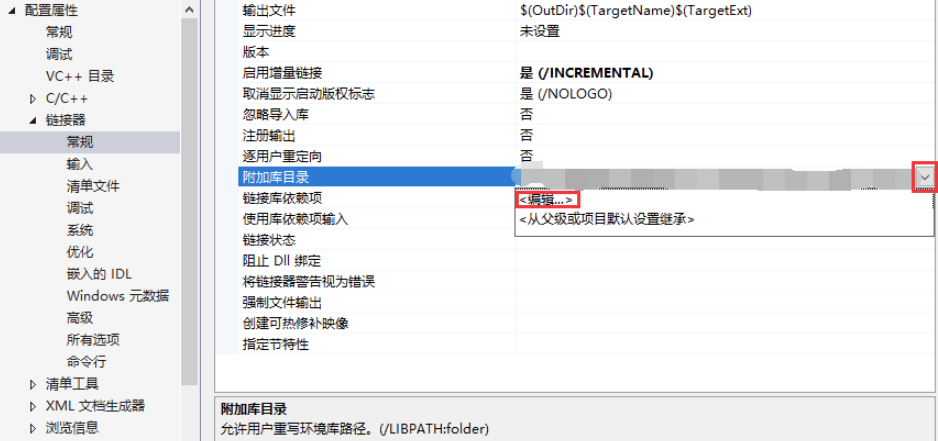 配置属性
常规
调试
VC++ 目录
C/C++
链接器
常规
输入
清单文件
调试
系统
优化
嵌入的 IDL
Windows 元数据
高级
所有选项
命令行
清单工具
XML 文档生成器
浏览信息
输出文件 $(OutDir)$(TargetName)$(TargetExt)
显示进度 未设置
版本
启用增量链接 是 (/INCREMENTAL)
取消显示启动版权标志 是 (/NOLOGO)
忽略导入库 否
注册输出 否
逐用户重定向 否
附加库目录
<编辑...>
链接库依赖项
<从父级或项目默认设置继承>
使用库依赖项输入
链接状态
阻止 Dll 绑定
将链接器警告视为错误
强制文件输出
创建可热修补映像
指定节特性
附加库目录
允许用户重写环境库路径。(/LIBPATH:folder)